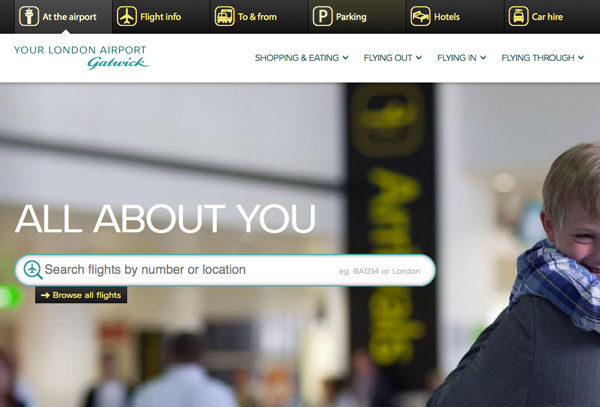 At the airport
Flight info
To & from
P Parking
Hotels
Car hire
YOUR LONDON AIRPORT
Gatwick
SHOPPING & EATING
FLYING OUT
FLYING IN
FLYING THROUGH
Arrivals
ALL ABOUT YOU
Search flights by number or location
eg. BA1234 or London
→ Browse all flights